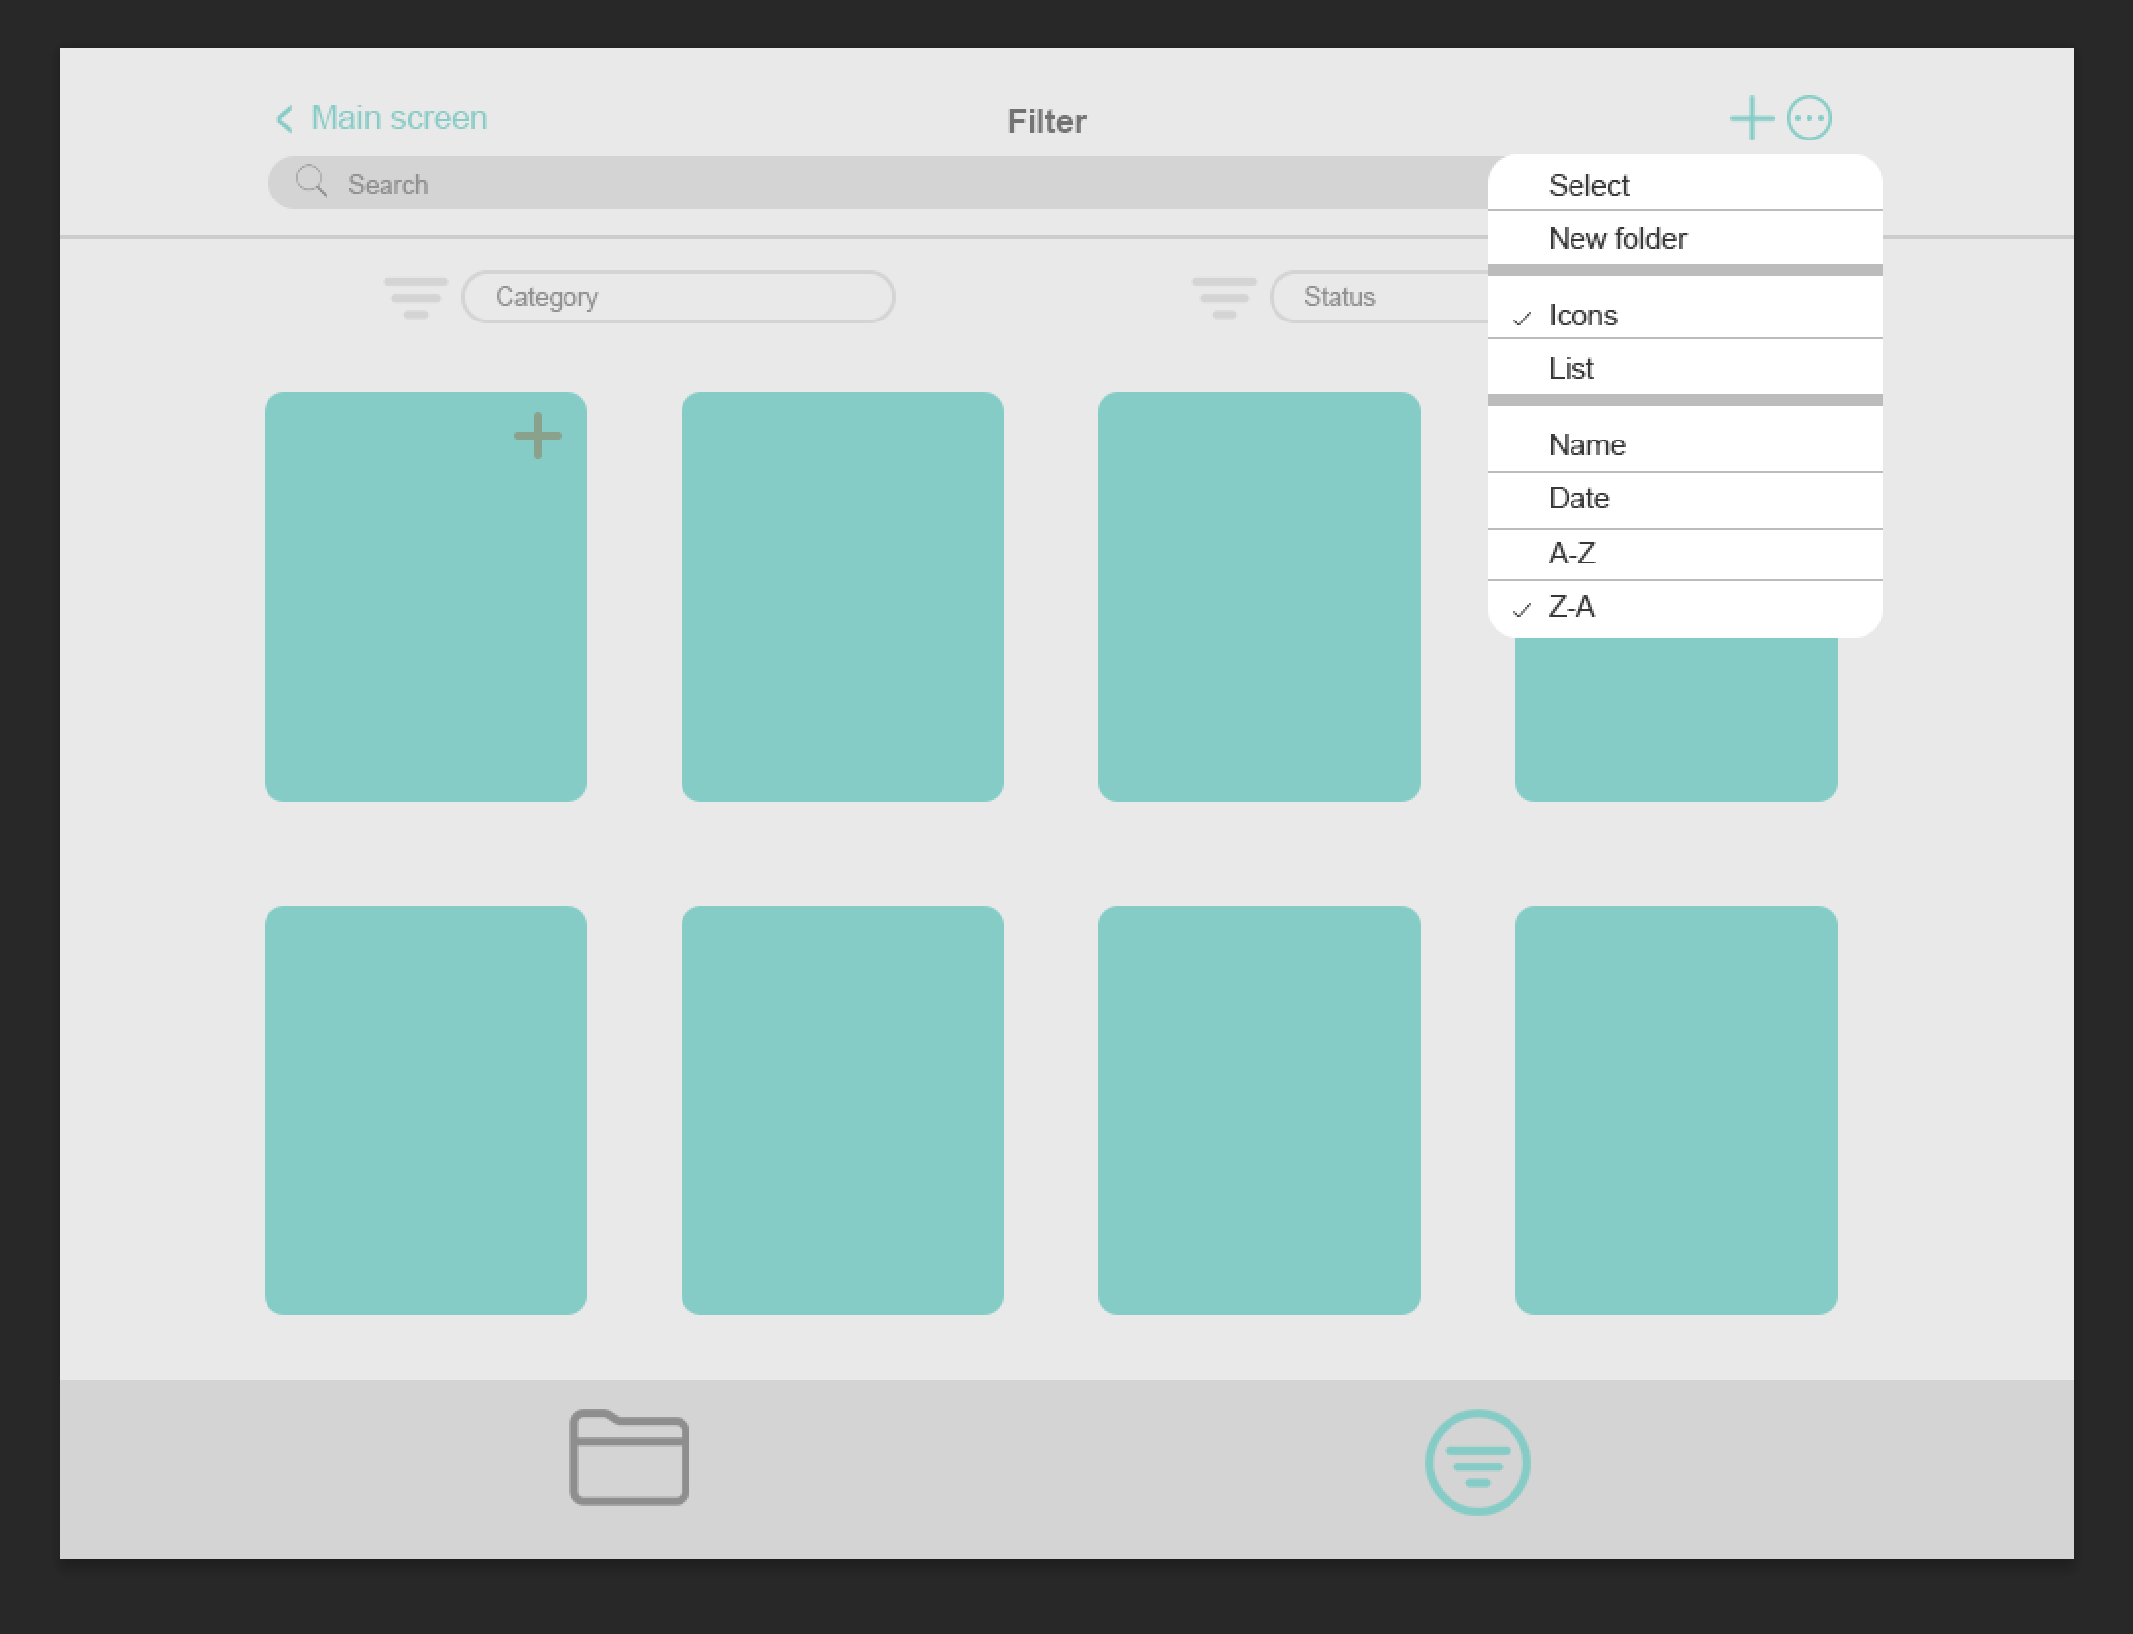 Main screen
Filter
Search
Select
New folder
Category
Status
Icons
List
Name
Date
A-Z
Z-A